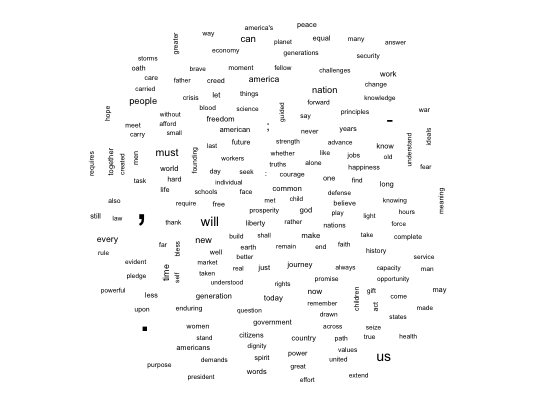 america's peace
greater way can planet equal many answer
economy generations security
storms
oath brave moment fellow challenges work
care father creed america change
carried crisis let things nation knowledge
people blood science guided forward
hope without freedom say principles war
meet afford american ; never years -
carry small future strength advance know understand ideals
requires together created men must founding last workers whether like jobs old
world day seek truths alone happiness fear
task hard individual : courage one find long
life schools face common defense meaning
also require free met child believe knowing
still law , thank will prosperity god play light hours
liberty rather nations force
every far bless new build shall make take complete
rule well earth remain end faith history
evident time market better service
pledge self taken real just journey always capacity man
powerful understood rights promise opportunity
less generation today now children gift act come may
upon enduring question remember made
. women government drawn states
stand citizens across seize
americans dignity country path true health
purpose demands spirit power values united us
president words great
effort extend